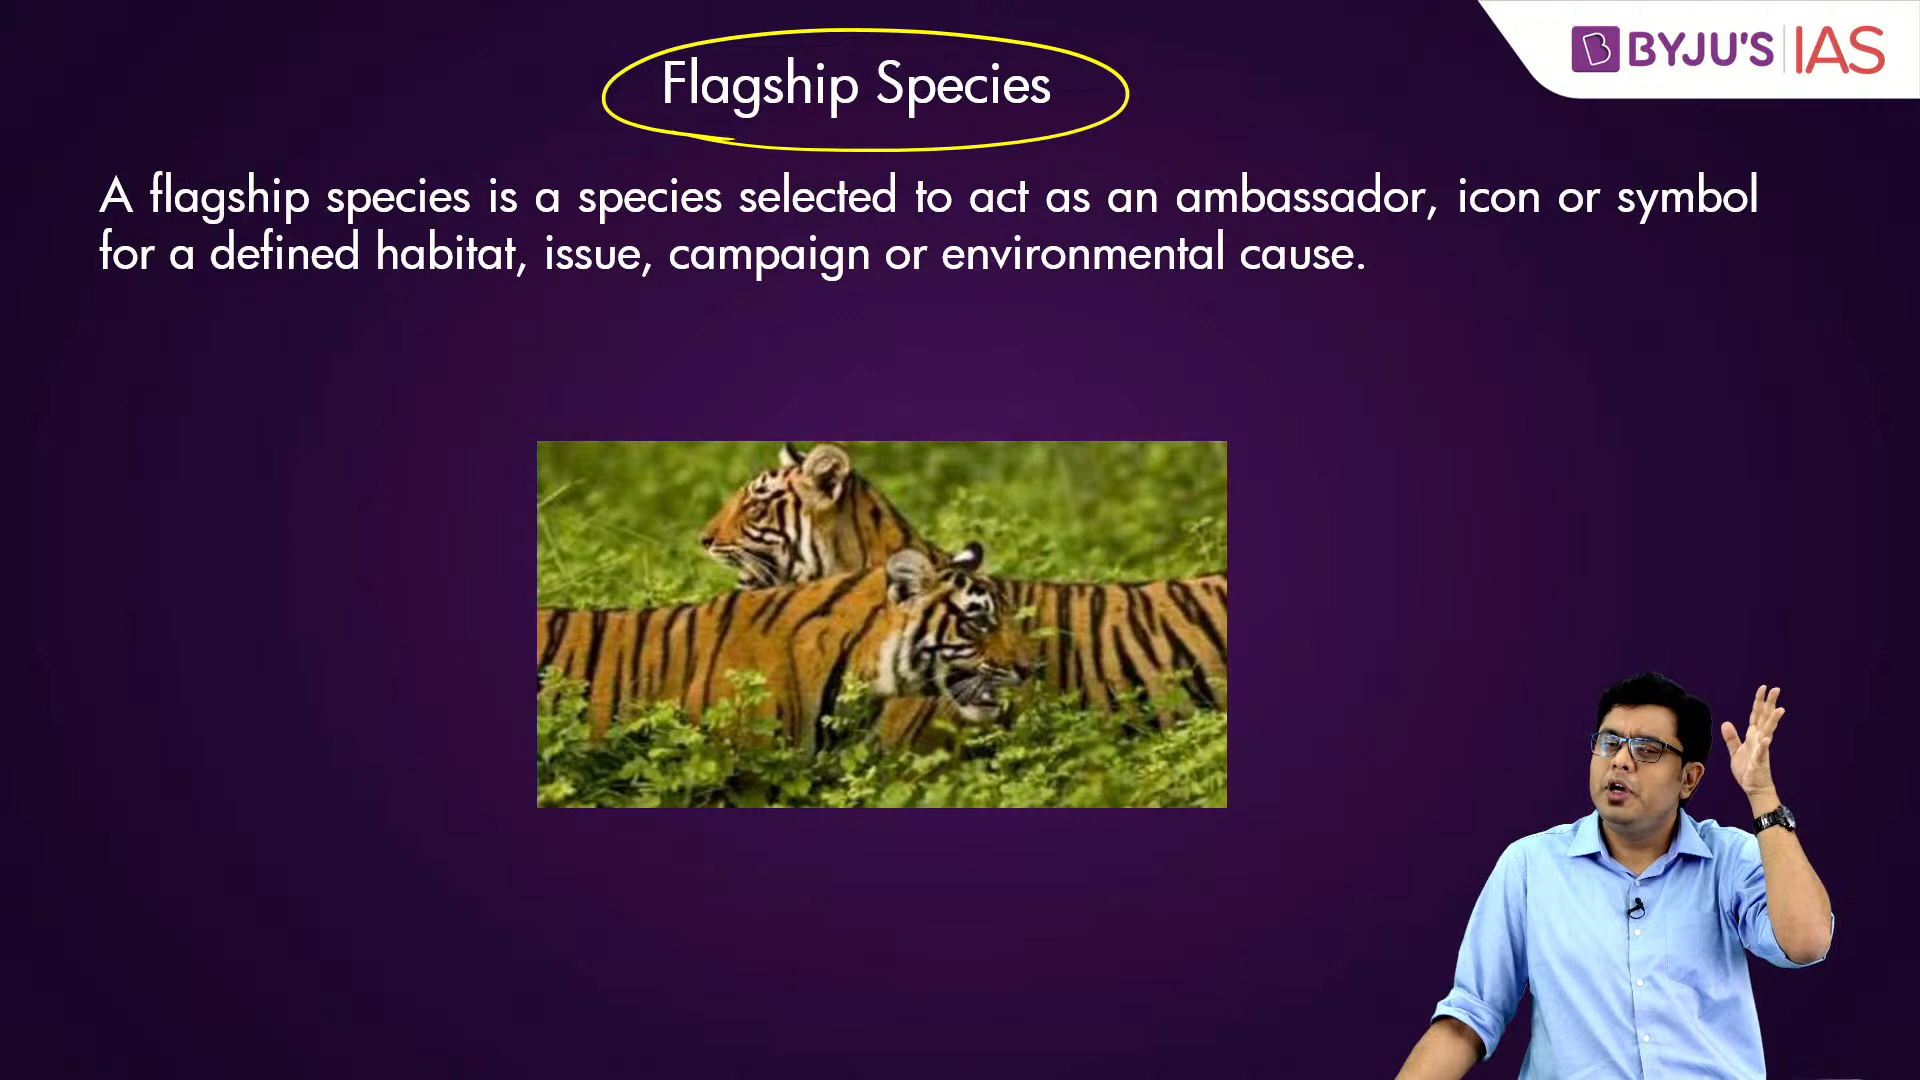 Flagship Species
BYJU'S IAS
A flagship species is a species selected to act as an ambassador, icon or symbol
for a defined habitat, issue, campaign or environmental cause.